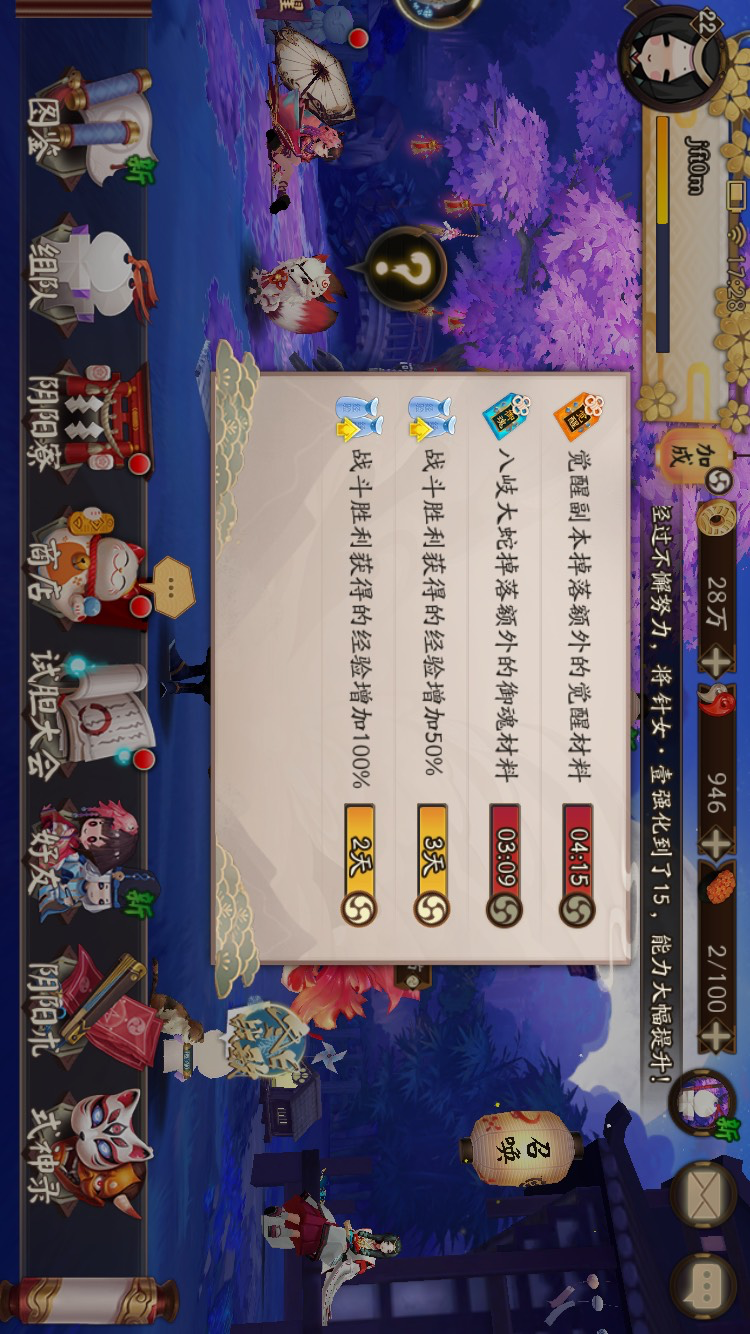 22
jft0m
17:28
加成
28万
946
2/100
新
经过不懈努力，将针女·壹强化到了15，能力大幅提升！
觉醒
觉醒副本掉落额外的觉醒材料
04:15
御魂
八岐大蛇掉落额外的御魂材料
03:09
战斗胜利获得的经验增加50%
3天
战斗胜利获得的经验增加100%
2天
召唤
图鉴
新
组队
阴阳寮
商店
试胆大会
好友
新
阴阳术
式神录